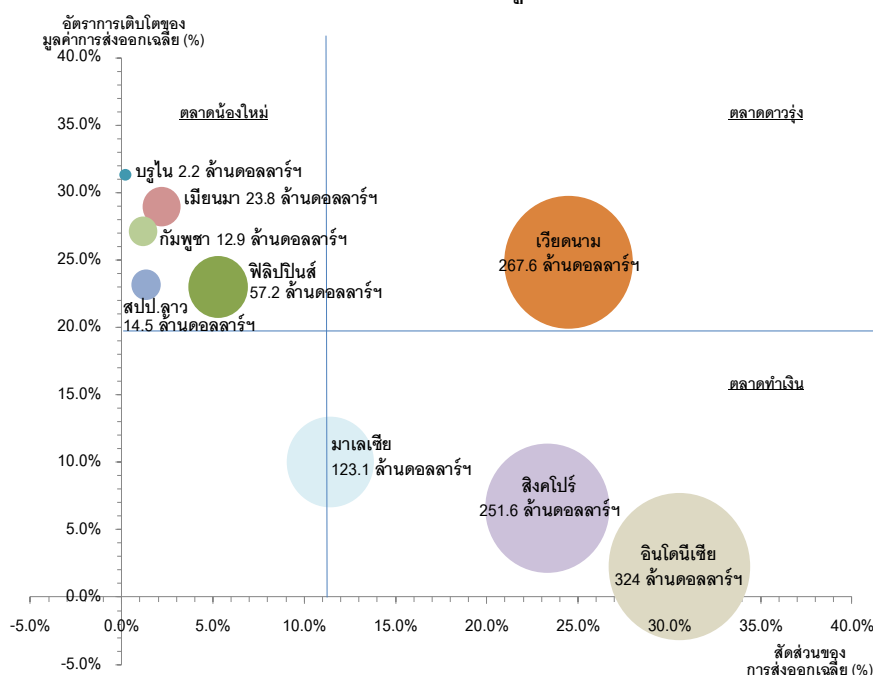 อัตราการเติบโตของ
มูลค่าการส่งออกเฉลี่ย (%)
40.0%
35.0%
30.0%
25.0%
20.0%
15.0%
10.0%
5.0%
0.0%
-5.0%
ตลาดน้องใหม่
ตลาดดาวรุ่ง
บรูไน 2.2 ล้านดอลลาร์ฯ
เมียนมา 23.8 ล้านดอลลาร์ฯ
กัมพูชา 12.9 ล้านดอลลาร์ฯ
ฟิลิปปินส์
57.2 ล้านดอลลาร์ฯ
สปป.ลาว
14.5 ล้านดอลลาร์ฯ
เวียดนาม
267.6 ล้านดอลลาร์ฯ
ตลาดทำเงิน
มาเลเซีย
123.1 ล้านดอลลาร์ฯ
สิงคโปร์
251.6 ล้านดอลลาร์ฯ
อินโดนีเซีย
324 ล้านดอลลาร์ฯ
-5.0% 0.0% 5.0% 10.0% 15.0% 20.0% 25.0% 30.0% 35.0% 40.0%
สัดส่วนของ
การส่งออกเฉลี่ย (%)